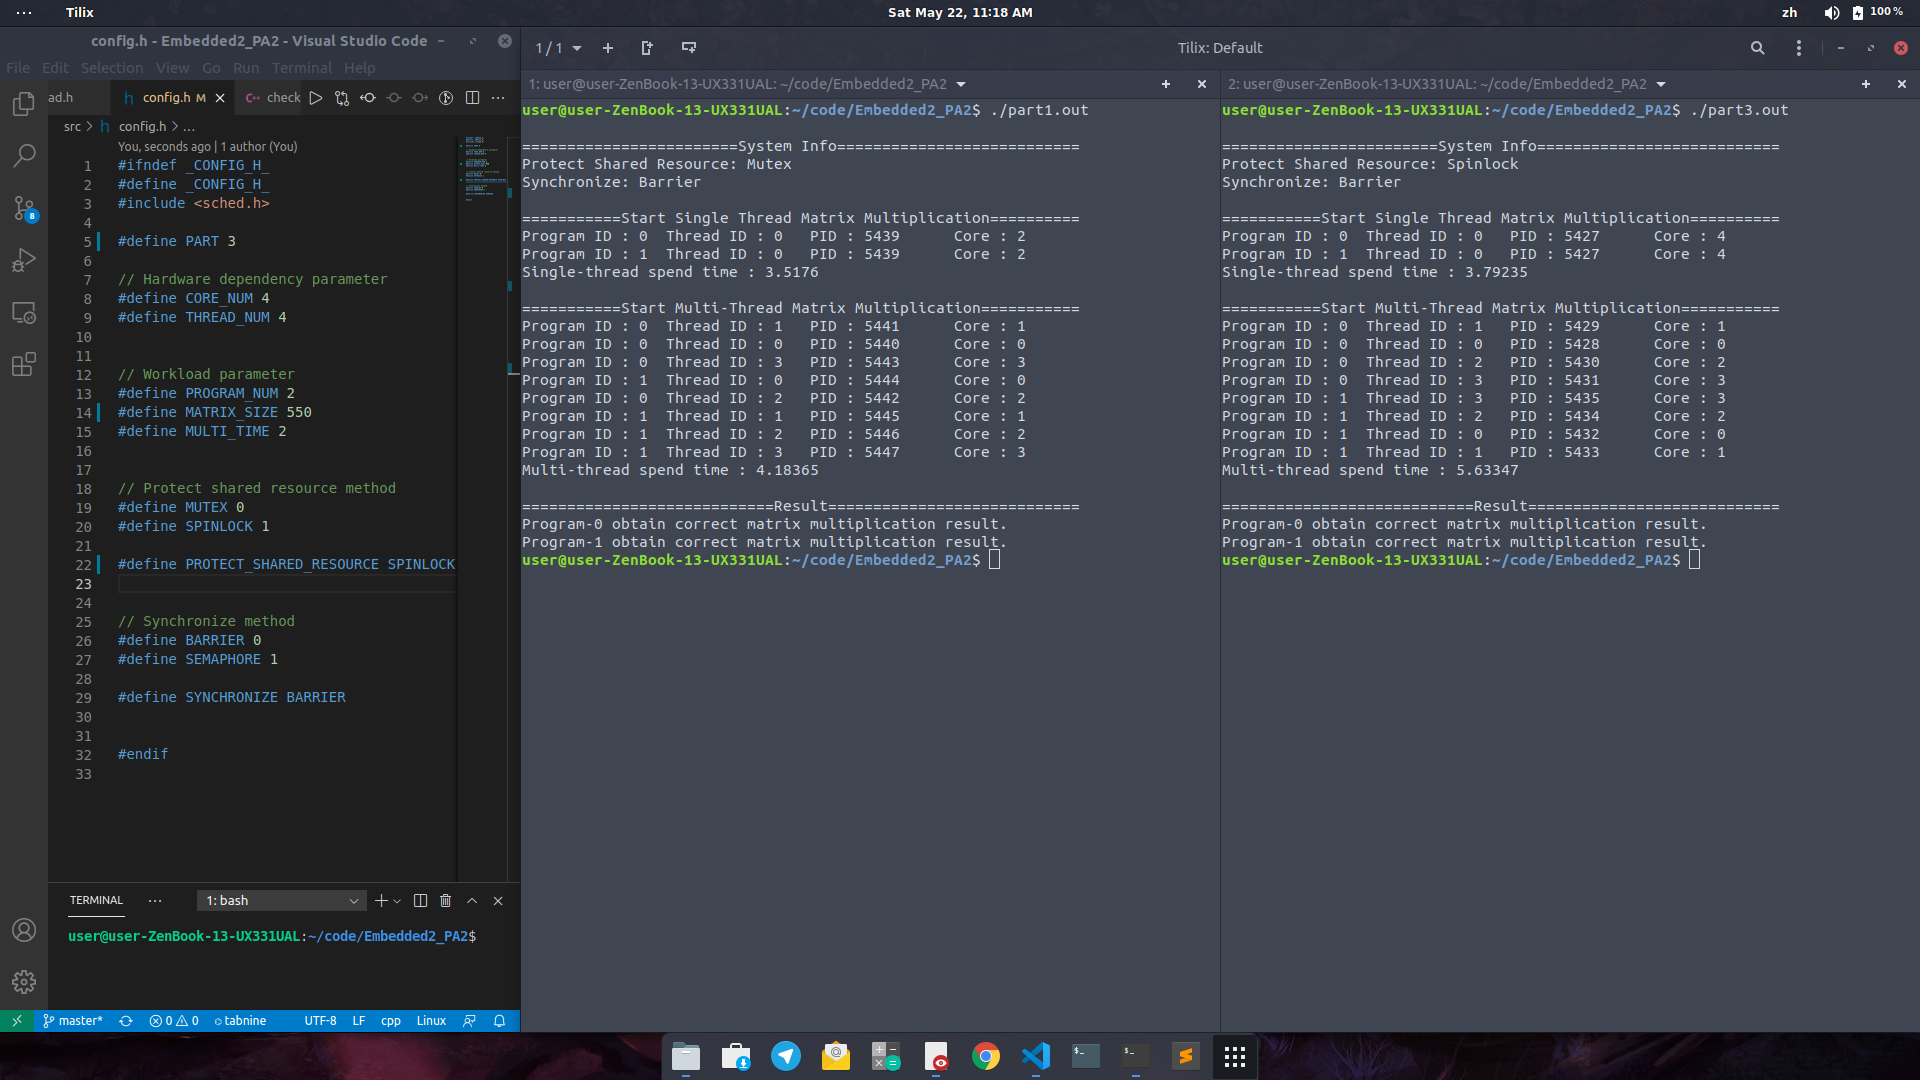 Tilix
Sat May 22, 11:18 AM
zh
100 %
config.h - Embedded2_PA2 - Visual Studio Code
File Edit Selection View Go Run Terminal Help
ad.h
h config.h M
C++ check
src > h config.h > ...
You, seconds ago | 1 author (You)
1 #ifndef _CONFIG_H_
2 #define _CONFIG_H_
3 #include <sched.h>
4
5 #define PART 3
6
7 // Hardware dependency parameter
8 #define CORE_NUM 4
9 #define THREAD_NUM 4
10
11
12 // Workload parameter
13 #define PROGRAM_NUM 2
14 #define MATRIX_SIZE 550
15 #define MULTI_TIME 2
16
17
18 // Protect shared resource method
19 #define MUTEX 0
20 #define SPINLOCK 1
21
22 #define PROTECT_SHARED_RESOURCE SPINLOCK
23
24
25 // Synchronize method
26 #define BARRIER 0
27 #define SEMAPHORE 1
28
29 #define SYNCHRONIZE BARRIER
30
31
32 #endif
33
8
TERMINAL
1: bash
user@user-ZenBook-13-UX331UAL:~/code/Embedded2_PA2$
master* 0 0 tabnine UTF-8 LF cpp Linux
1 / 1
Tilix: Default
1: user@user-ZenBook-13-UX331UAL: ~/code/Embedded2_PA2
user@user-ZenBook-13-UX331UAL:~/code/Embedded2_PA2$ ./part1.out
========================System Info===========================
Protect Shared Resource: Mutex
Synchronize: Barrier
===========Start Single Thread Matrix Multiplication==========
Program ID : 0 Thread ID : 0 PID : 5439 Core : 2
Program ID : 1 Thread ID : 0 PID : 5439 Core : 2
Single-thread spend time : 3.5176
===========Start Multi-Thread Matrix Multiplication===========
Program ID : 0 Thread ID : 1 PID : 5441 Core : 1
Program ID : 0 Thread ID : 0 PID : 5440 Core : 0
Program ID : 0 Thread ID : 3 PID : 5443 Core : 3
Program ID : 1 Thread ID : 0 PID : 5444 Core : 0
Program ID : 0 Thread ID : 2 PID : 5442 Core : 2
Program ID : 1 Thread ID : 1 PID : 5445 Core : 1
Program ID : 1 Thread ID : 2 PID : 5446 Core : 2
Program ID : 1 Thread ID : 3 PID : 5447 Core : 3
Multi-thread spend time : 4.18365
============================Result============================
Program-0 obtain correct matrix multiplication result.
Program-1 obtain correct matrix multiplication result.
user@user-ZenBook-13-UX331UAL:~/code/Embedded2_PA2$
2: user@user-ZenBook-13-UX331UAL: ~/code/Embedded2_PA2
user@user-ZenBook-13-UX331UAL:~/code/Embedded2_PA2$ ./part3.out
========================System Info===========================
Protect Shared Resource: Spinlock
Synchronize: Barrier
===========Start Single Thread Matrix Multiplication==========
Program ID : 0 Thread ID : 0 PID : 5427 Core : 4
Program ID : 1 Thread ID : 0 PID : 5427 Core : 4
Single-thread spend time : 3.79235
===========Start Multi-Thread Matrix Multiplication===========
Program ID : 0 Thread ID : 1 PID : 5429 Core : 1
Program ID : 0 Thread ID : 0 PID : 5428 Core : 0
Program ID : 0 Thread ID : 2 PID : 5430 Core : 2
Program ID : 0 Thread ID : 3 PID : 5431 Core : 3
Program ID : 1 Thread ID : 3 PID : 5435 Core : 3
Program ID : 1 Thread ID : 2 PID : 5434 Core : 2
Program ID : 1 Thread ID : 0 PID : 5432 Core : 0
Program ID : 1 Thread ID : 1 PID : 5433 Core : 1
Multi-thread spend time : 5.63347
============================Result============================
Program-0 obtain correct matrix multiplication result.
Program-1 obtain correct matrix multiplication result.
user@user-ZenBook-13-UX331UAL:~/code/Embedded2_PA2$